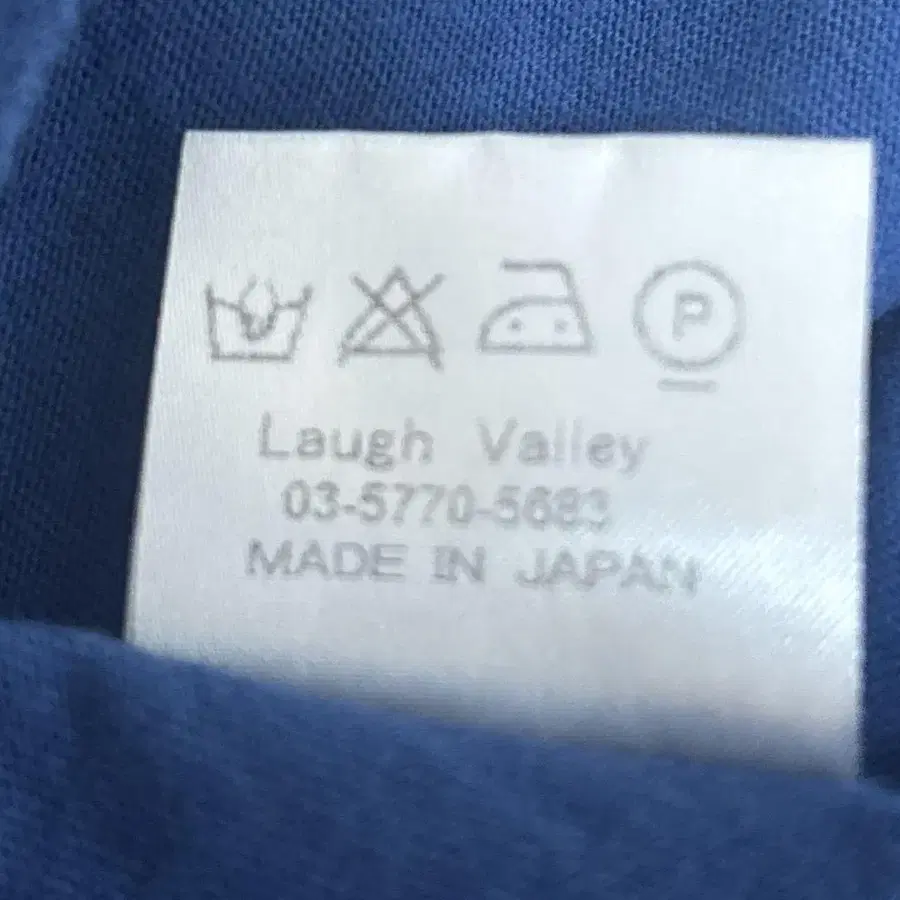 P
Laugh Valley
03-5770-5683
MADE IN JAPAN